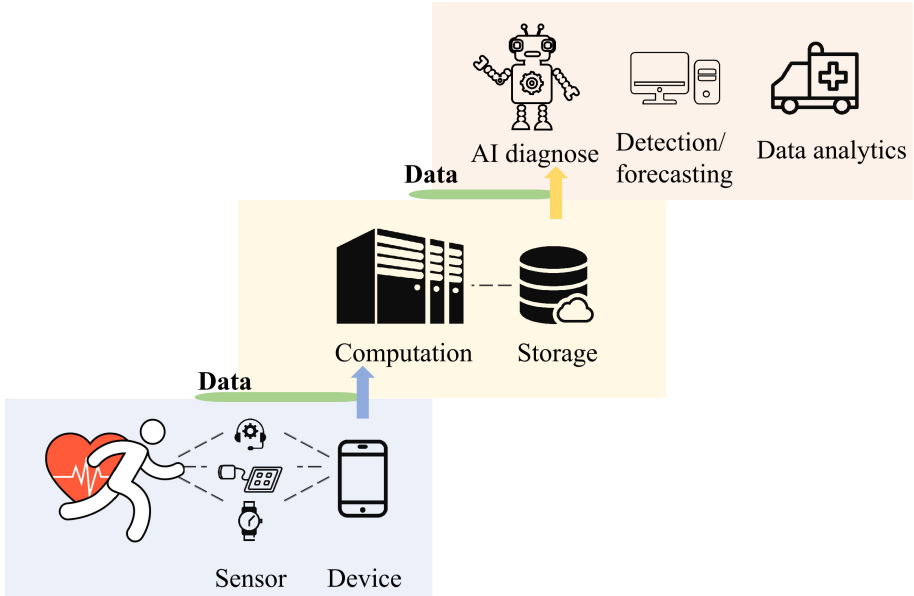 AI diagnose
Detection/
forecasting
Data analytics
Data
Computation
Storage
Data
Sensor
Device